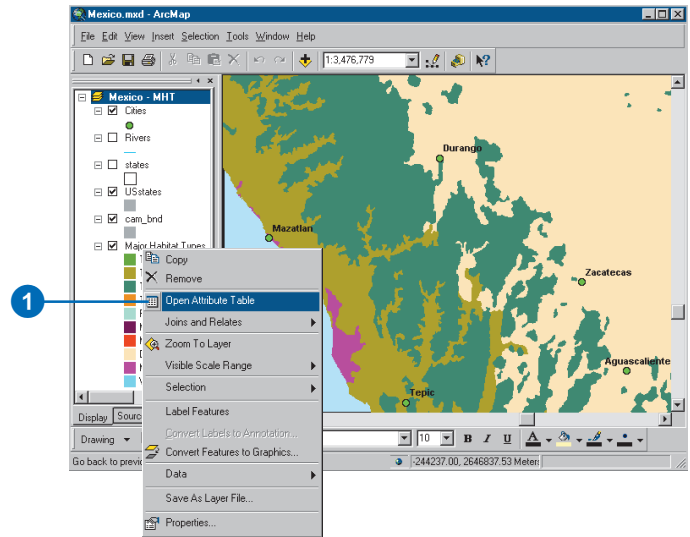 Mexico.mxd - ArcMap
File Edit View Insert Selection Tools Window Help
1:3,476,779
Mexico - MHT
Cities
Rivers
states
USstates
cam_bnd
Major Habitat Types
Durango
Mazatlan
Zacatecas
Aguascaliente
Tepic
1
Copy
Remove
Open Attribute Table
Joins and Relates
Zoom To Layer
Visible Scale Range
Selection
Label Features
Convert Labels to Annotation...
Convert Features to Graphics...
Data
Save As Layer File...
Properties...
Display
Drawing
10 B I U A
Go back to
-244237.00, 2646837.53 Meters